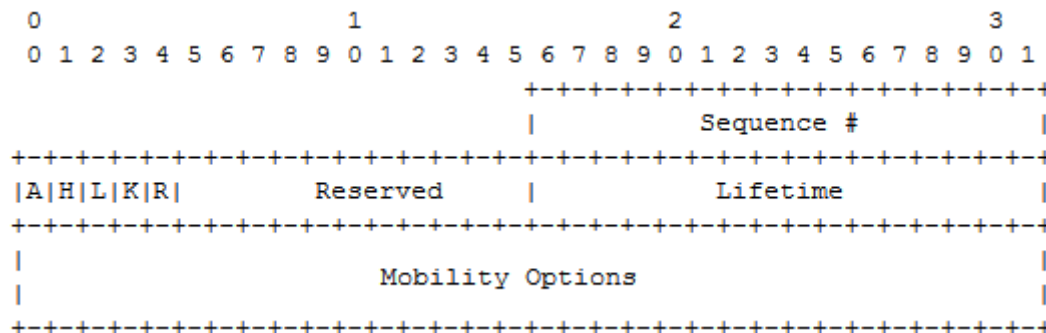 0                   1                   2                   3
 0 1 2 3 4 5 6 7 8 9 0 1 2 3 4 5 6 7 8 9 0 1 2 3 4 5 6 7 8 9 0 1
                                +-+-+-+-+-+-+-+-+-+-+-+-+-+-+-+-+
                                |          Sequence #           |
+-+-+-+-+-+-+-+-+-+-+-+-+-+-+-+-+-+-+-+-+-+-+-+-+-+-+-+-+-+-+-+-+
|A|H|L|K|R|        Reserved     |           Lifetime            |
+-+-+-+-+-+-+-+-+-+-+-+-+-+-+-+-+-+-+-+-+-+-+-+-+-+-+-+-+-+-+-+-+
|                                                               |
                       Mobility Options
|                                                               |
+-+-+-+-+-+-+-+-+-+-+-+-+-+-+-+-+-+-+-+-+-+-+-+-+-+-+-+-+-+-+-+-+